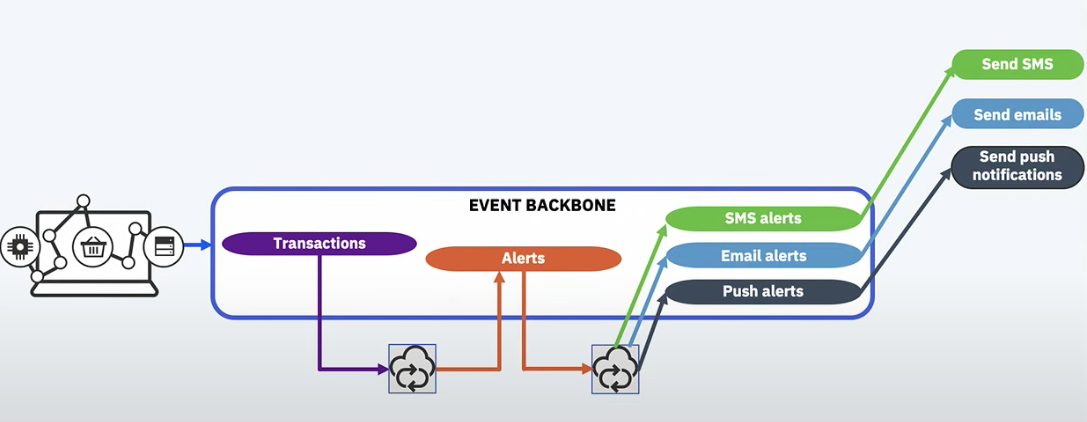 Send SMS
Send emails
Send push
notifications
EVENT BACKBONE
Transactions
Alerts
SMS alerts
Email alerts
Push alerts